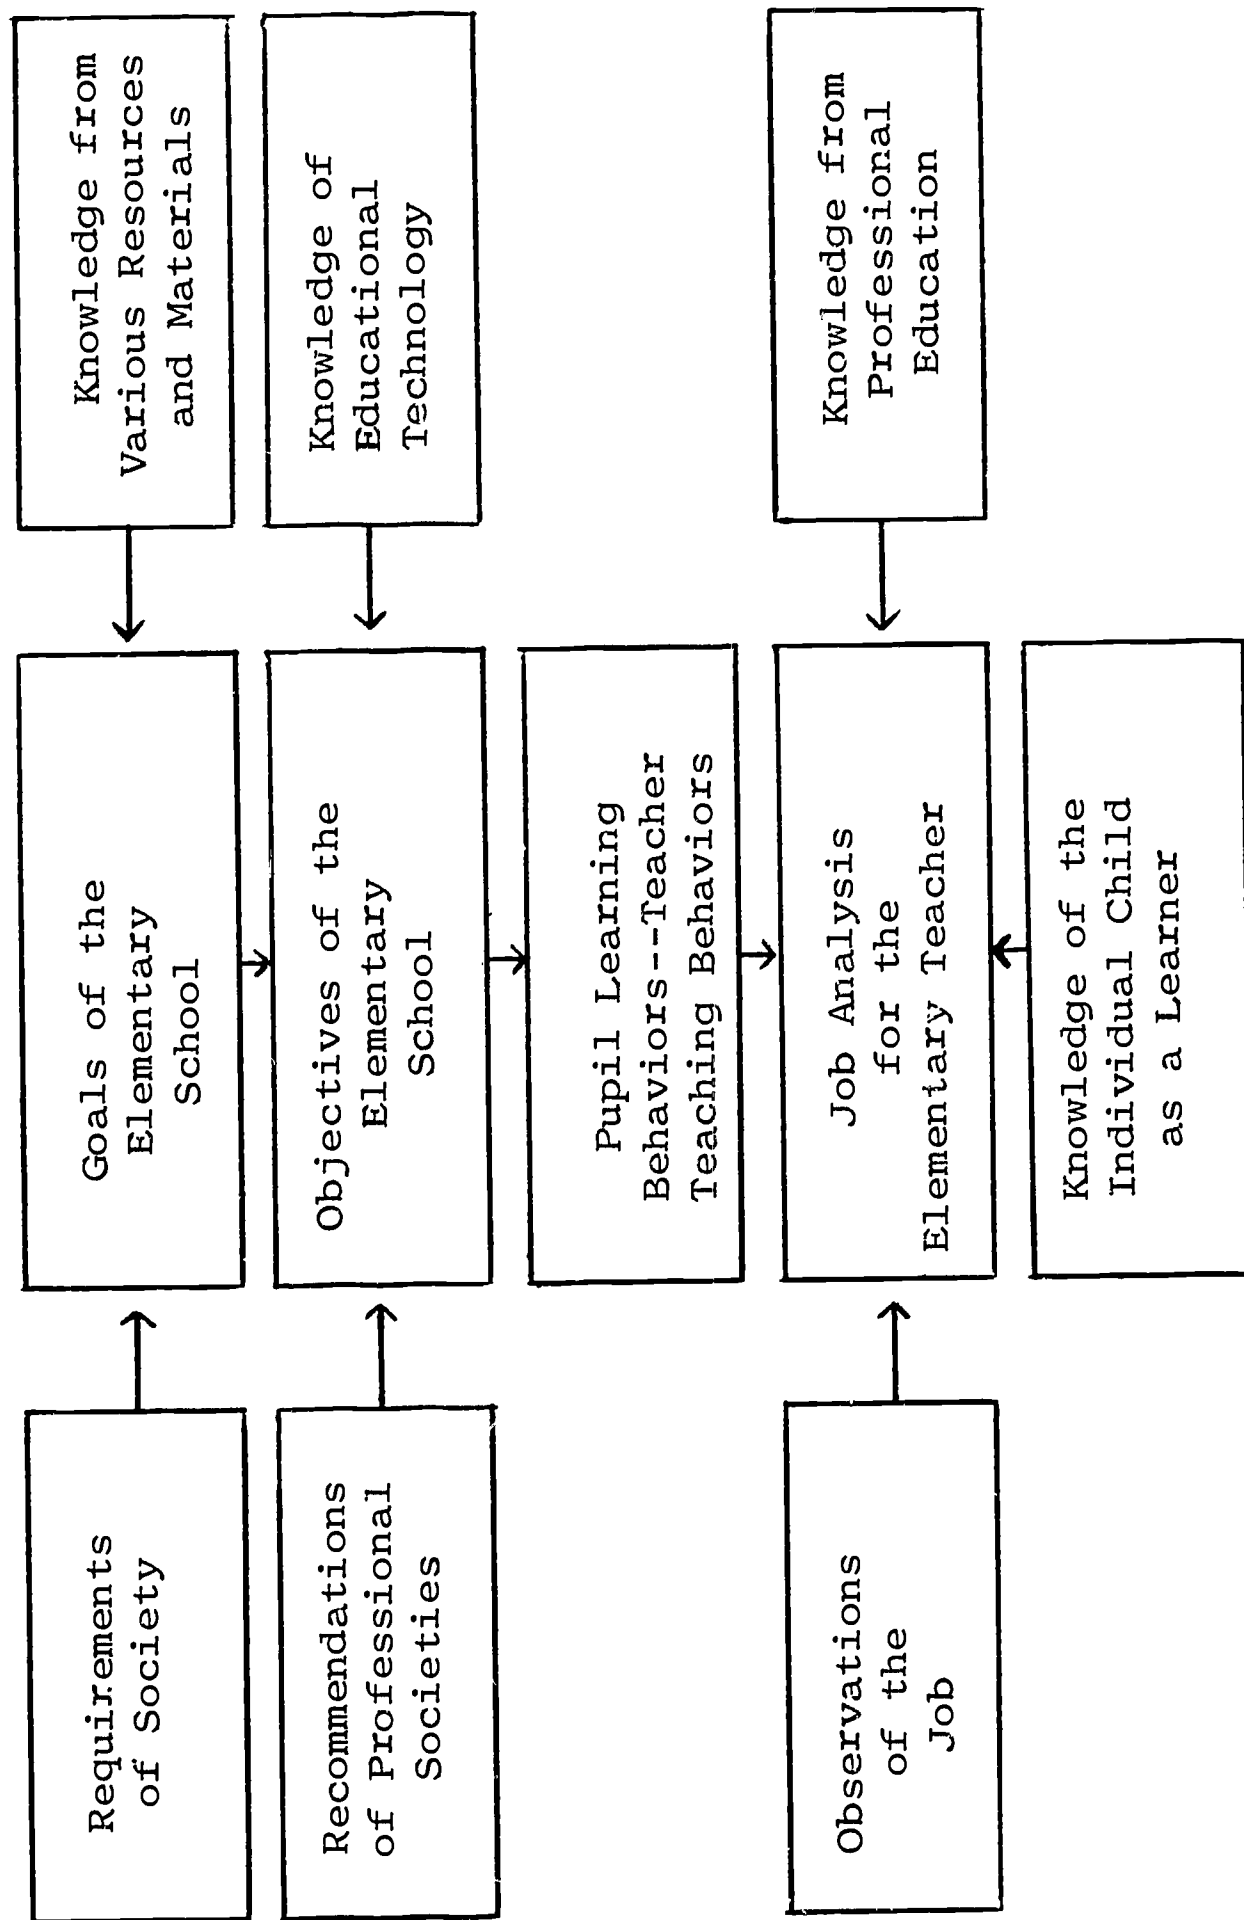 Requirements
of Society
Goals of the
Elementary
School
Knowledge from
Various Resources
and Materials
Recommendations
of Professional
Societies
Objectives of the
Elementary
School
Knowledge of
Educational
Technology
Pupil Learning
Behaviors--Teacher
Teaching Behaviors
Observations
of the
Job
Job Analysis
for the
Elementary Teacher
Knowledge from
Professional
Education
Knowledge of the
Individual Child
as a Learner